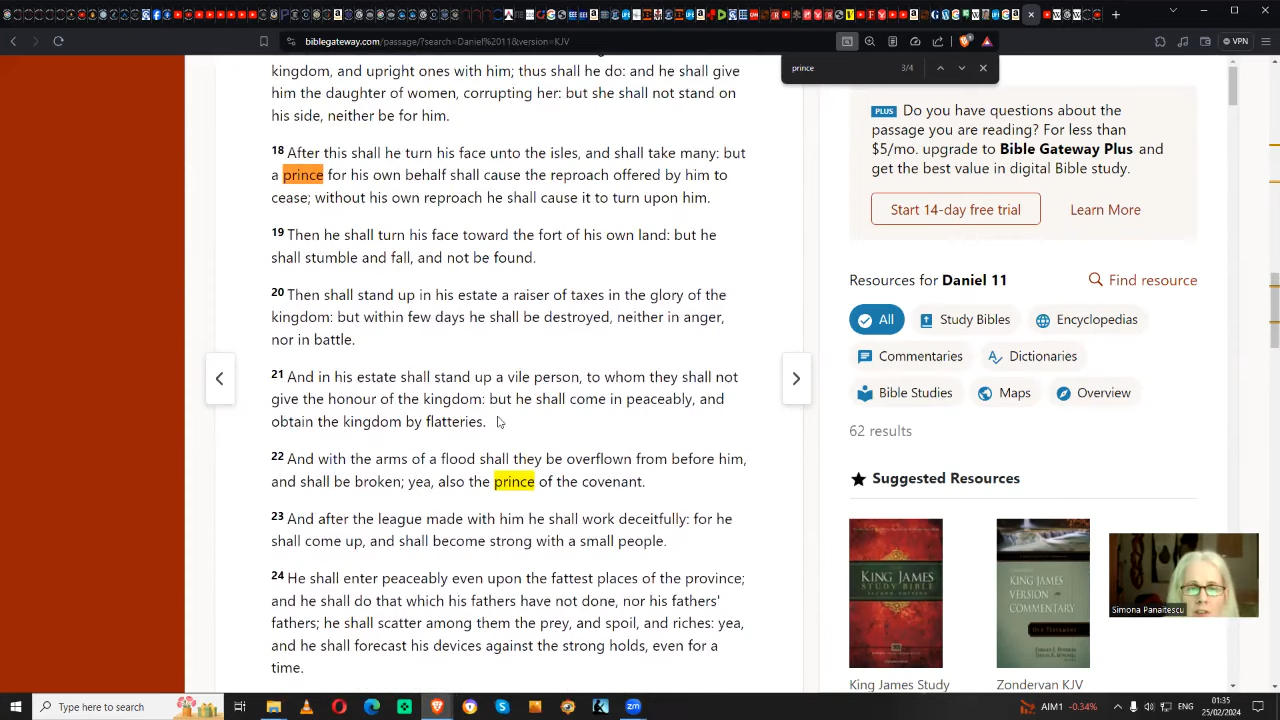 biblegateway.com/passage/?search=Daniel%2011&version=KJV
VPN
prince
3/4
kingdom, and upright ones with him; thus shall he do: and he shall give
him the daughter of women, corrupting her: but she shall not stand on
his side, neither be for him.
18 After this shall he turn his face unto the isles, and shall take many: but
a prince for his own behalf shall cause the reproach offered by him to
cease; without his own reproach he shall cause it to turn upon him.
19 Then he shall turn his face toward the fort of his own land: but he
shall stumble and fall, and not be found.
20 Then shall stand up in his estate a raiser of taxes in the glory of the
kingdom: but within few days he shall be destroyed, neither in anger,
nor in battle.
21 And in his estate shall stand up a vile person, to whom they shall not
give the honour of the kingdom: but he shall come in peaceably, and
obtain the kingdom by flatteries.
22 And with the arms of a flood shall they be overflown from before him,
and shall be broken; yea, also the prince of the covenant.
23 And after the league made with him he shall work deceitfully: for he
shall come up, and shall become strong with a small people.
24 He shall enter peaceably even upon the fattest places of the province;
and he shall do that which his fathers have not done, nor his fathers'
fathers; he shall scatter among them the prey, and spoil, and riches: yea,
and he shall forecast his devices against the strong holds, even for a
time.
PLUS Do you have questions about the
passage you are reading? For less than
$5/mo. upgrade to Bible Gateway Plus and
get the best value in digital Bible study.
Start 14-day free trial
Learn More
Resources for Daniel 11
Find resource
All
Study Bibles
Encyclopedias
Commentaries
Dictionaries
Bible Studies
Maps
Overview
62 results
Suggested Resources
KING JAMES
STUDY BIBLE
KING JAMES
VERSION
COMMENTARY
King James Study
Zondervan KJV
Simona Panaitescu
Type here to search
zm
AIM1 -0.34%
ENG
01:35
25/02/2024